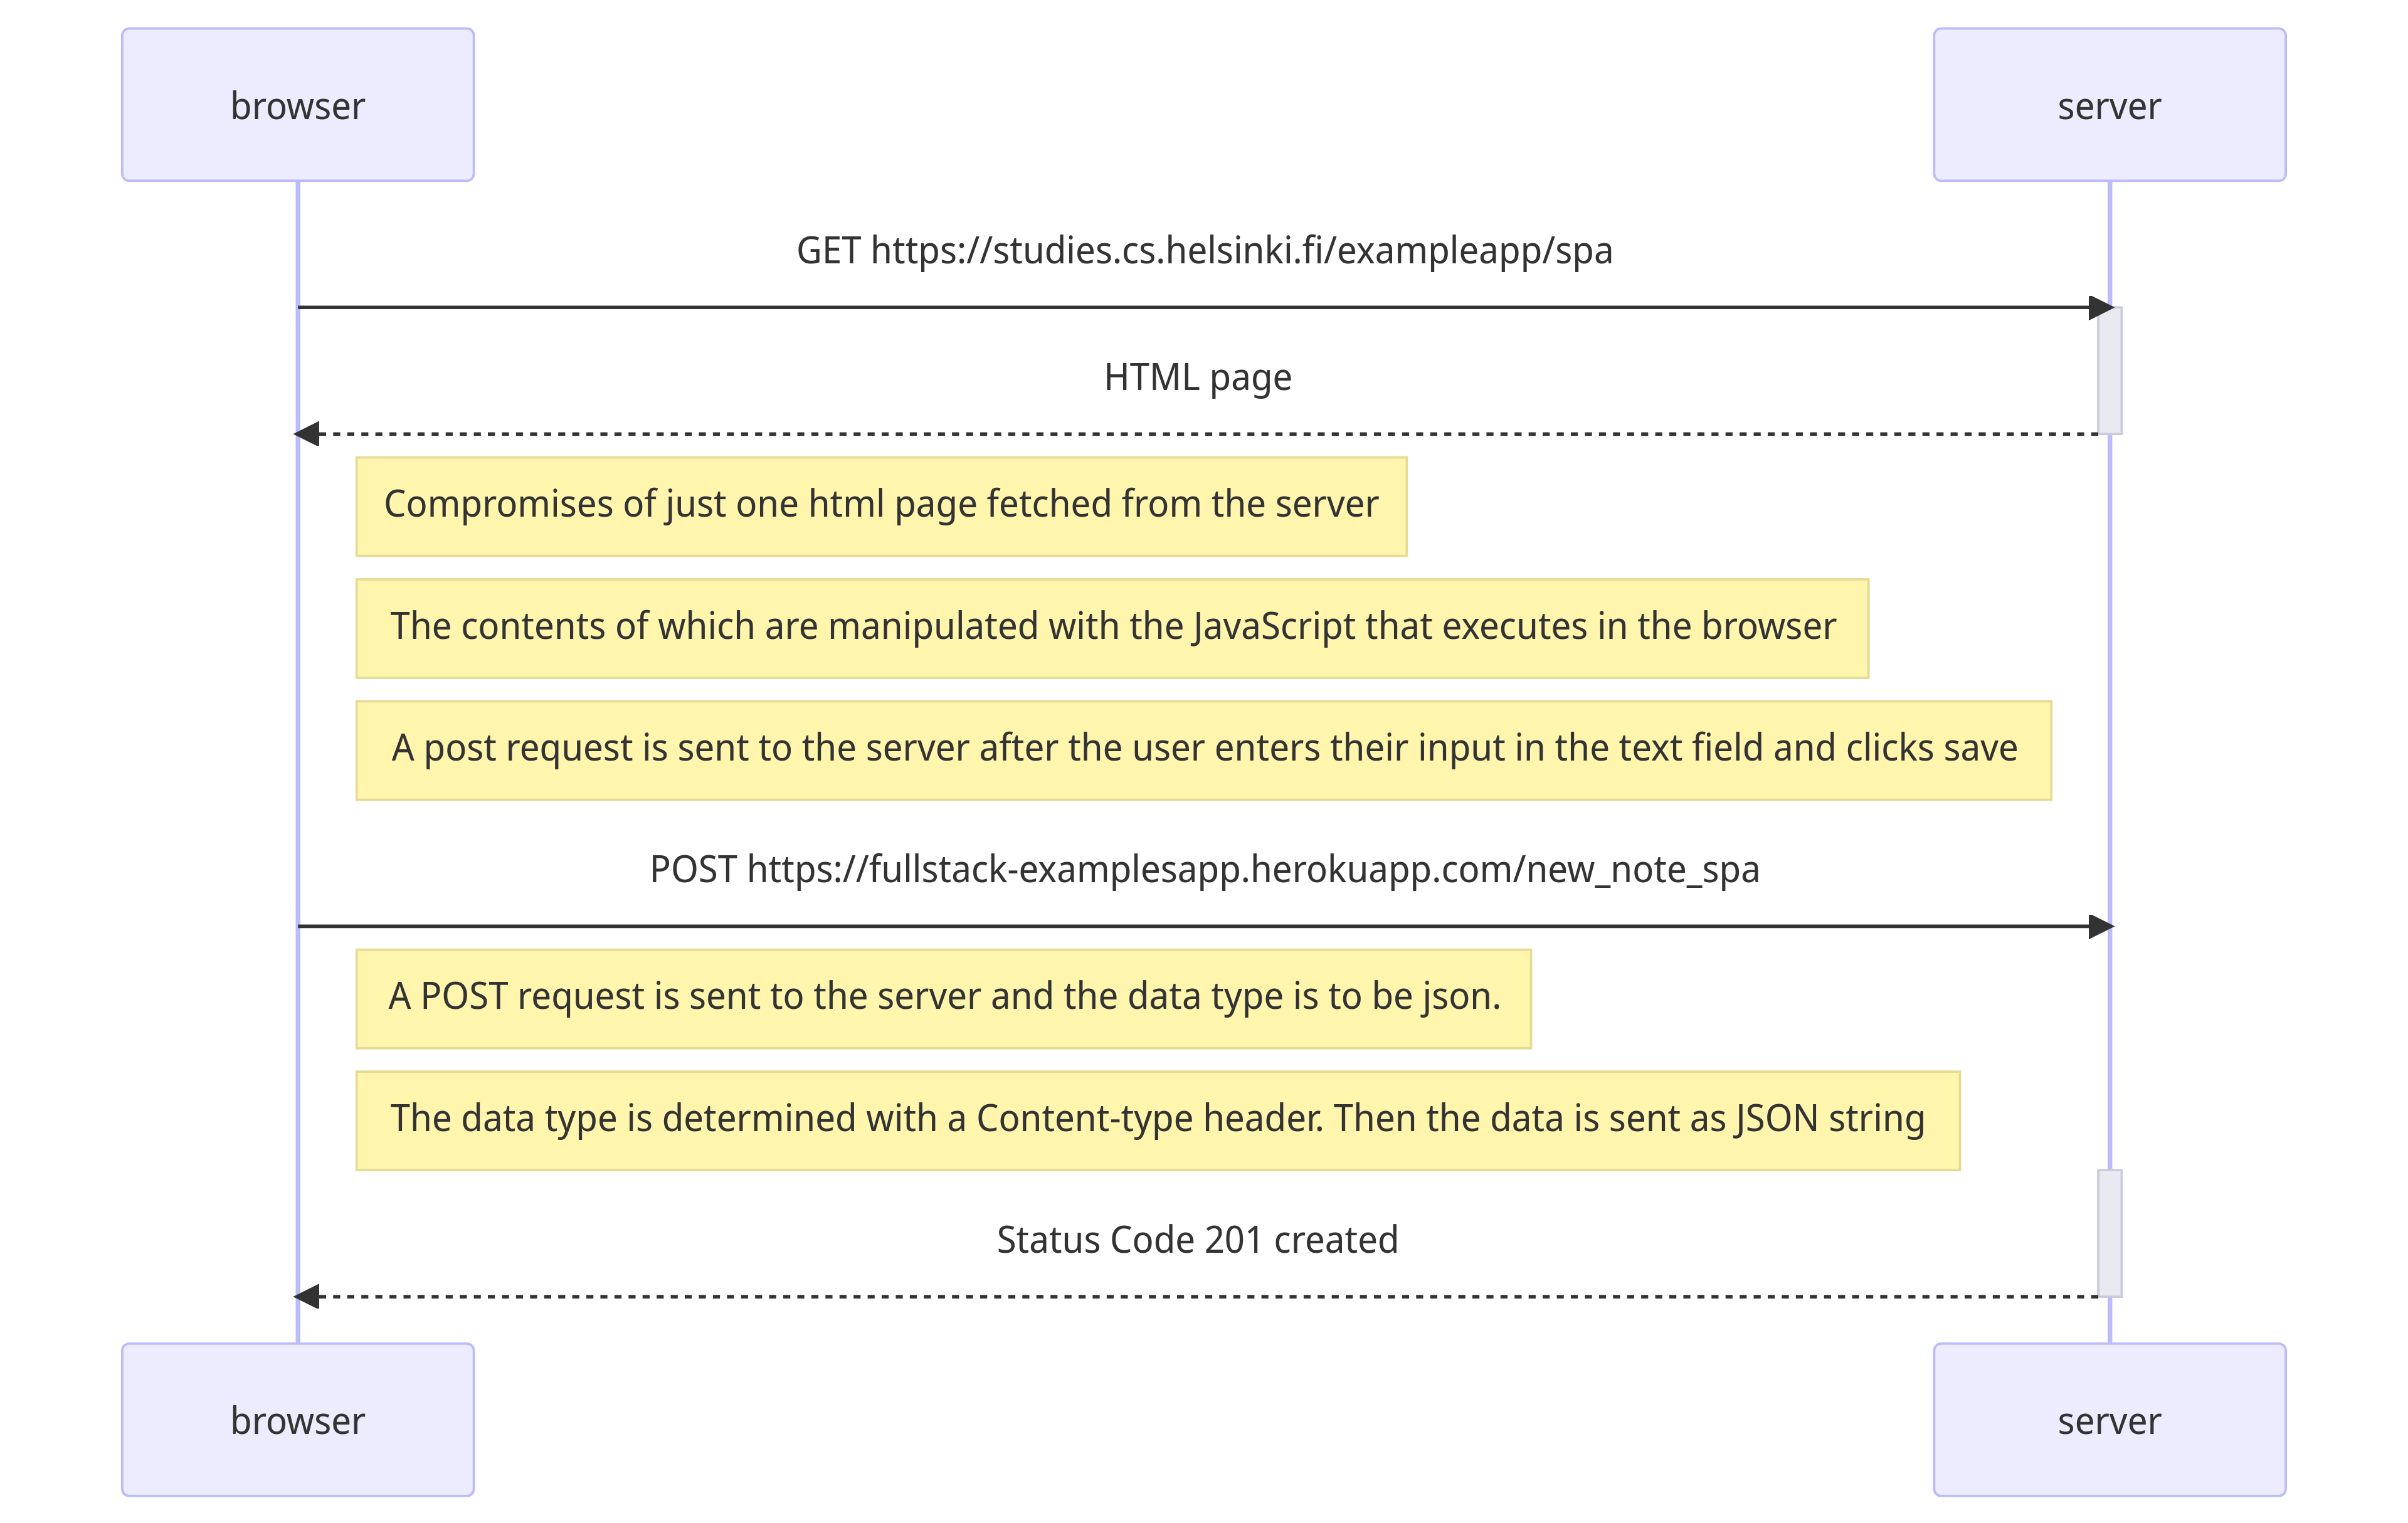 browser
server
GET https://studies.cs.helsinki.fi/exampleapp/spa
HTML page
Compromises of just one html page fetched from the server
The contents of which are manipulated with the JavaScript that executes in the browser
A post request is sent to the server after the user enters their input in the text field and clicks save
POST https://fullstack-examplesapp.herokuapp.com/new_note_spa
A POST request is sent to the server and the data type is to be json.
The data type is determined with a Content-type header. Then the data is sent as JSON string
Status Code 201 created
browser
server